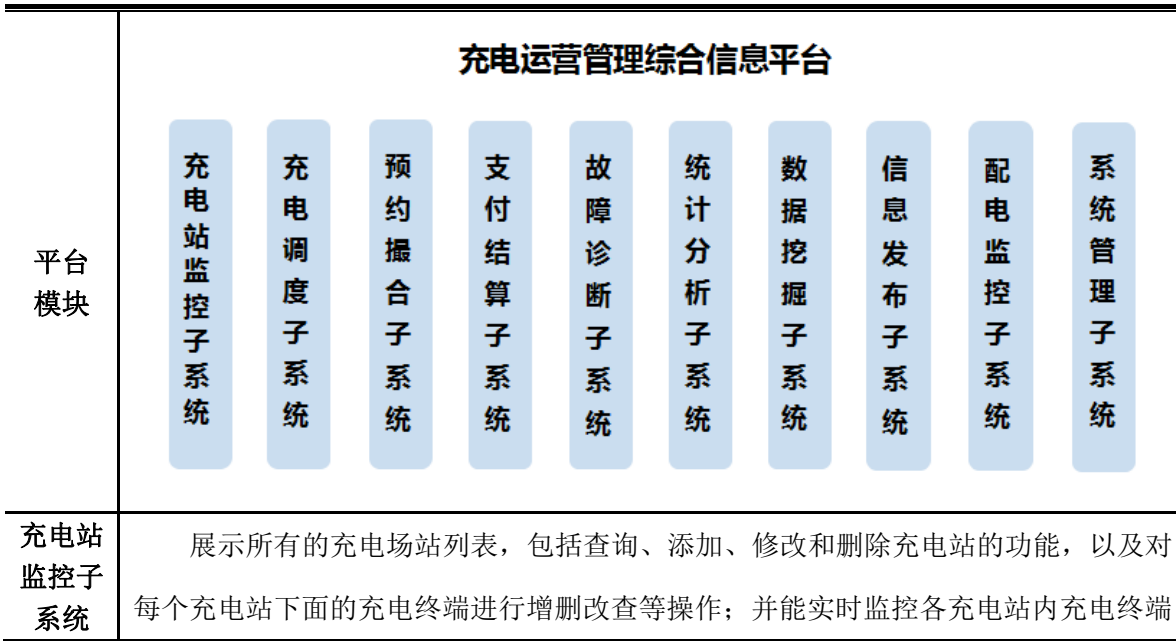 充电运营管理综合信息平台
平台
模块
充电站监控子系统
充电调度子系统
预约撮合子系统
支付结算子系统
故障诊断子系统
统计分析子系统
数据挖掘子系统
信息发布子系统
配电监控子系统
系统管理子系统
充电站
监控子
系统
展示所有的充电场站列表，包括查询、添加、修改和删除充电站的功能，以及对
每个充电站下面的充电终端进行增删改查等操作；并能实时监控各充电站内充电终端